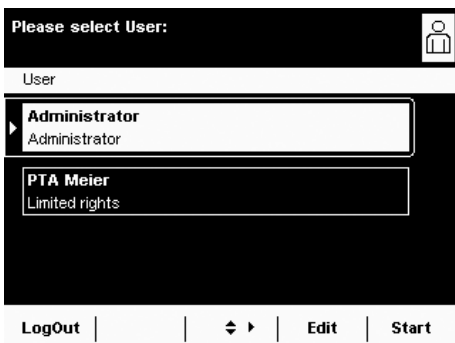 Please select User:
User
Administrator
Administrator
PTA Meier
Limited rights
LogOut Edit Start